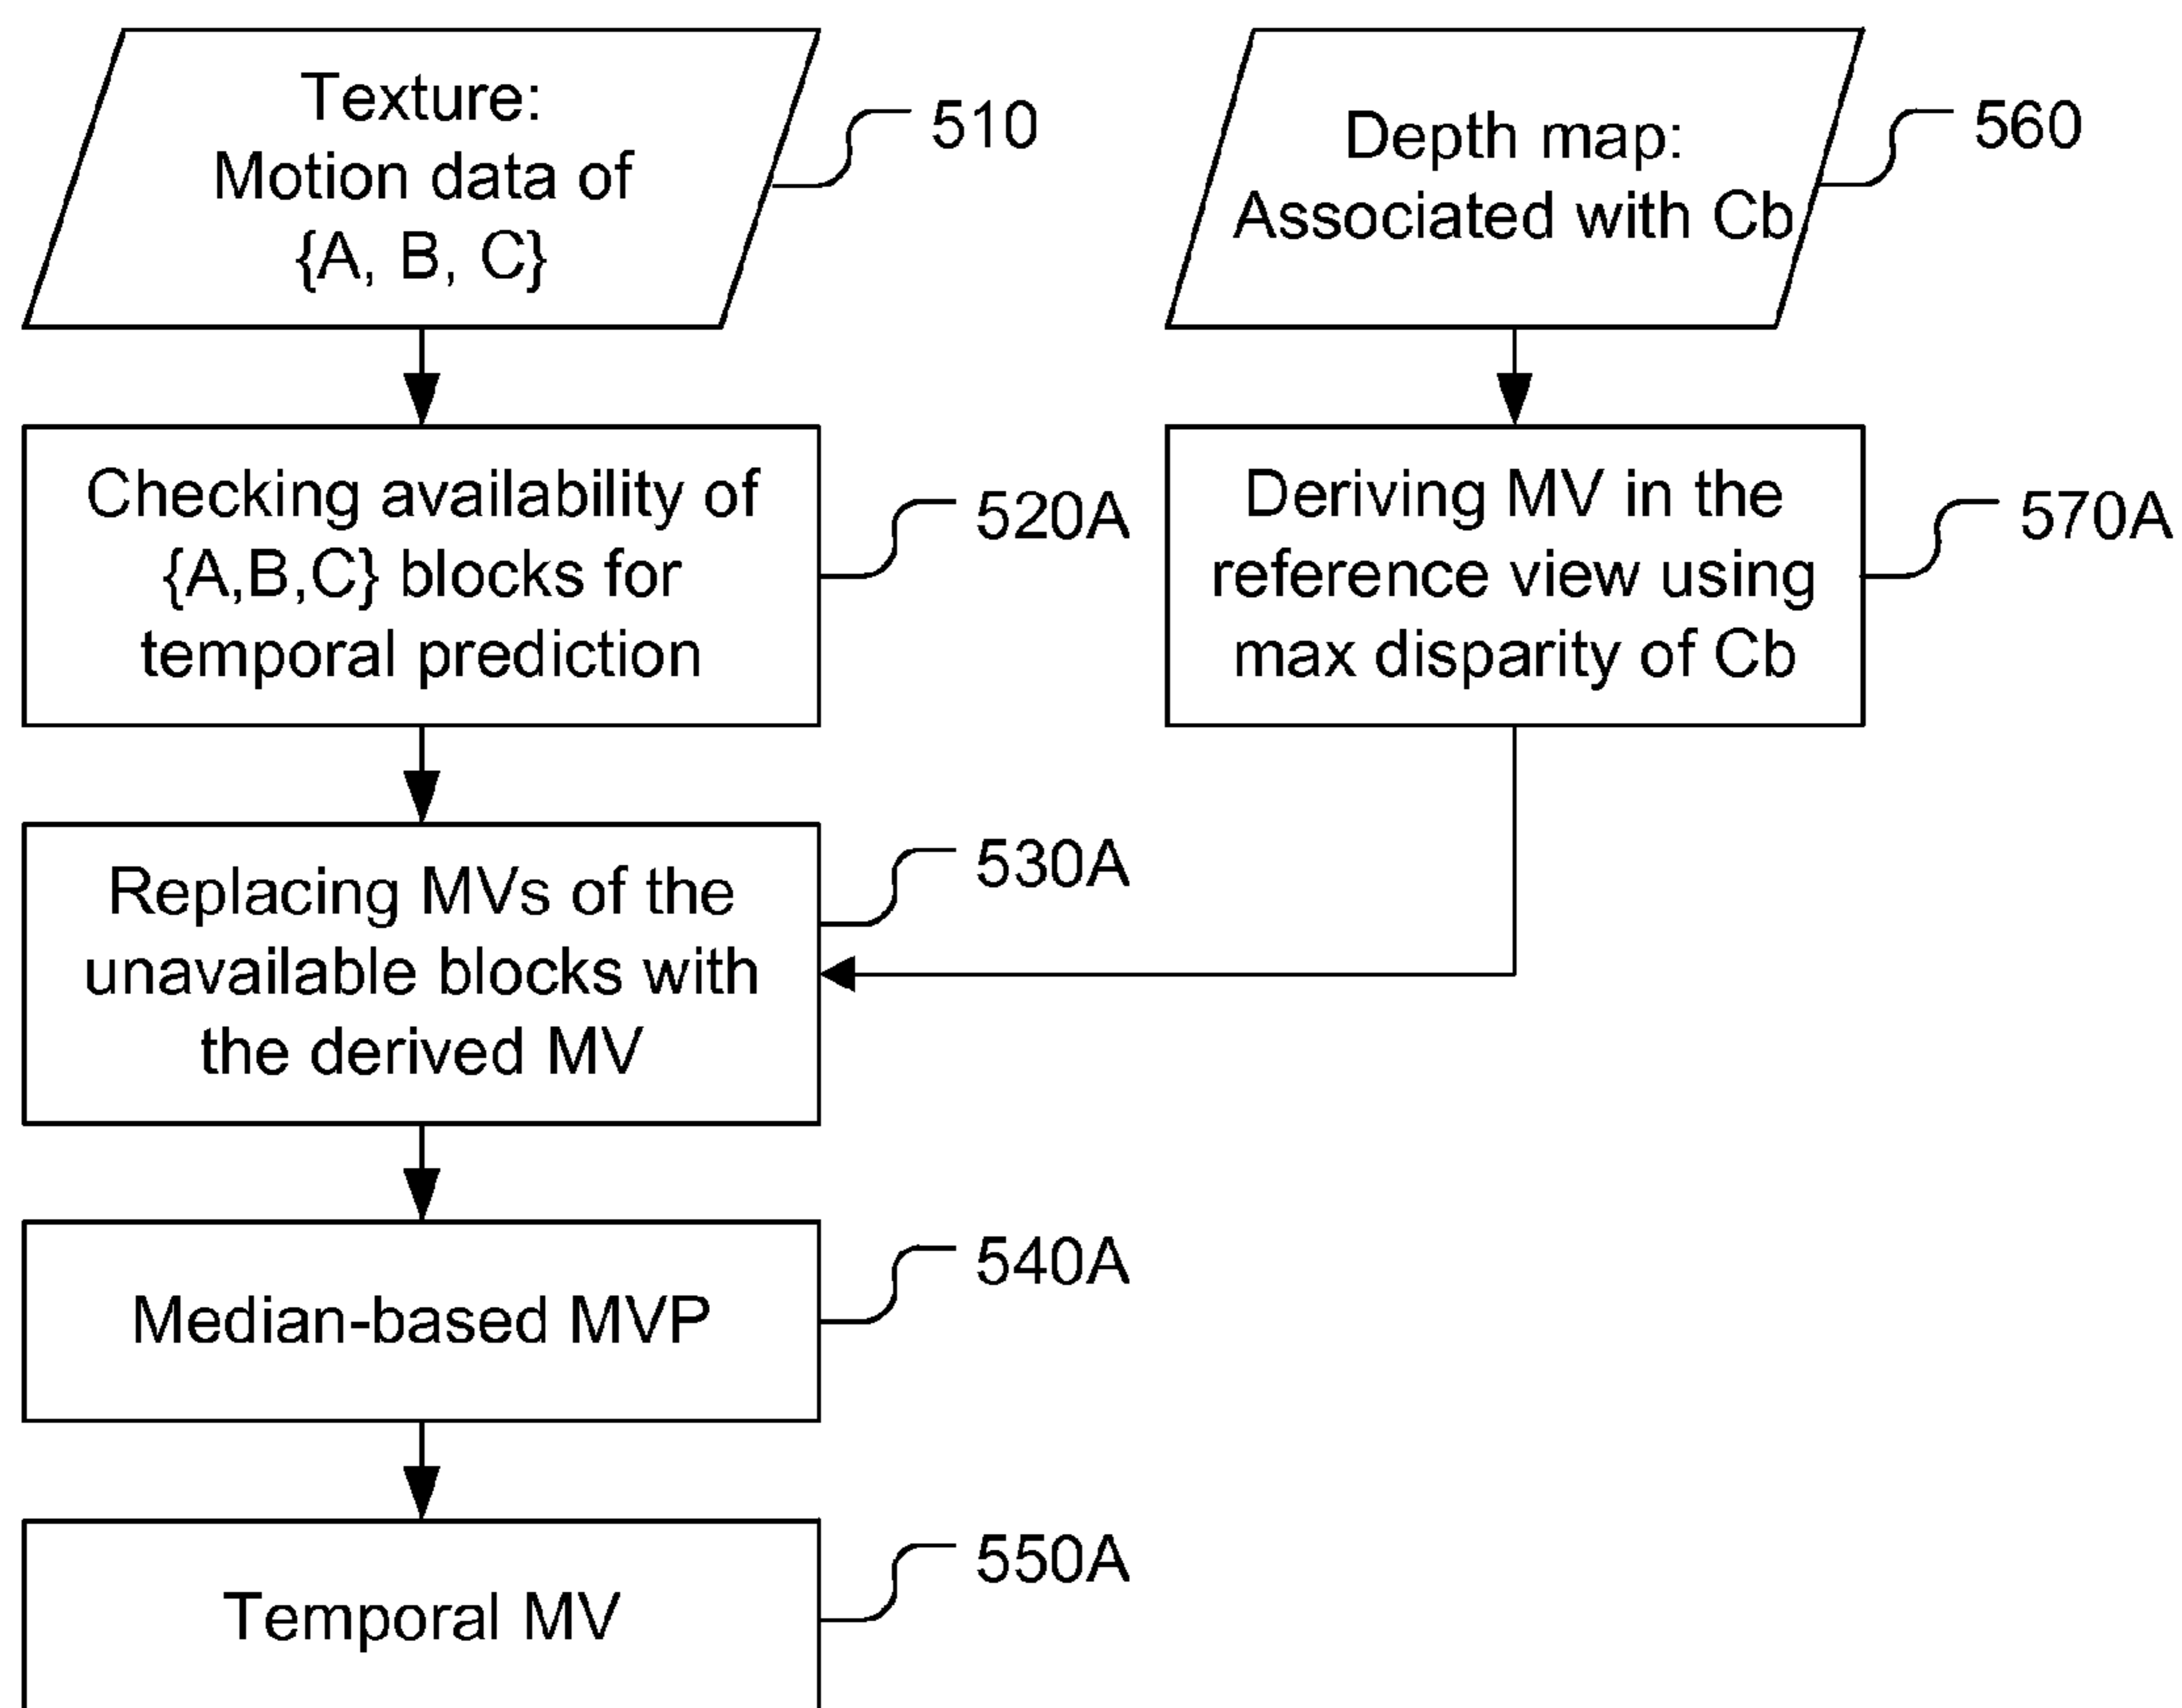 Texture:
Motion data of
{A, B, C}
510
Depth map:
Associated with Cb
560
Checking availability of
{A,B,C} blocks for
temporal prediction
520A
Deriving MV in the
reference view using
max disparity of Cb
570A
Replacing MVs of the
unavailable blocks with
the derived MV
530A
Median-based MVP
540A
Temporal MV
550A